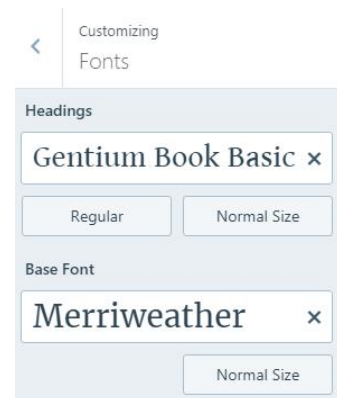 Customizing
Fonts
Headings
Gentium Book Basic ×
Regular Normal Size
Base Font
Merriweather ×
Normal Size